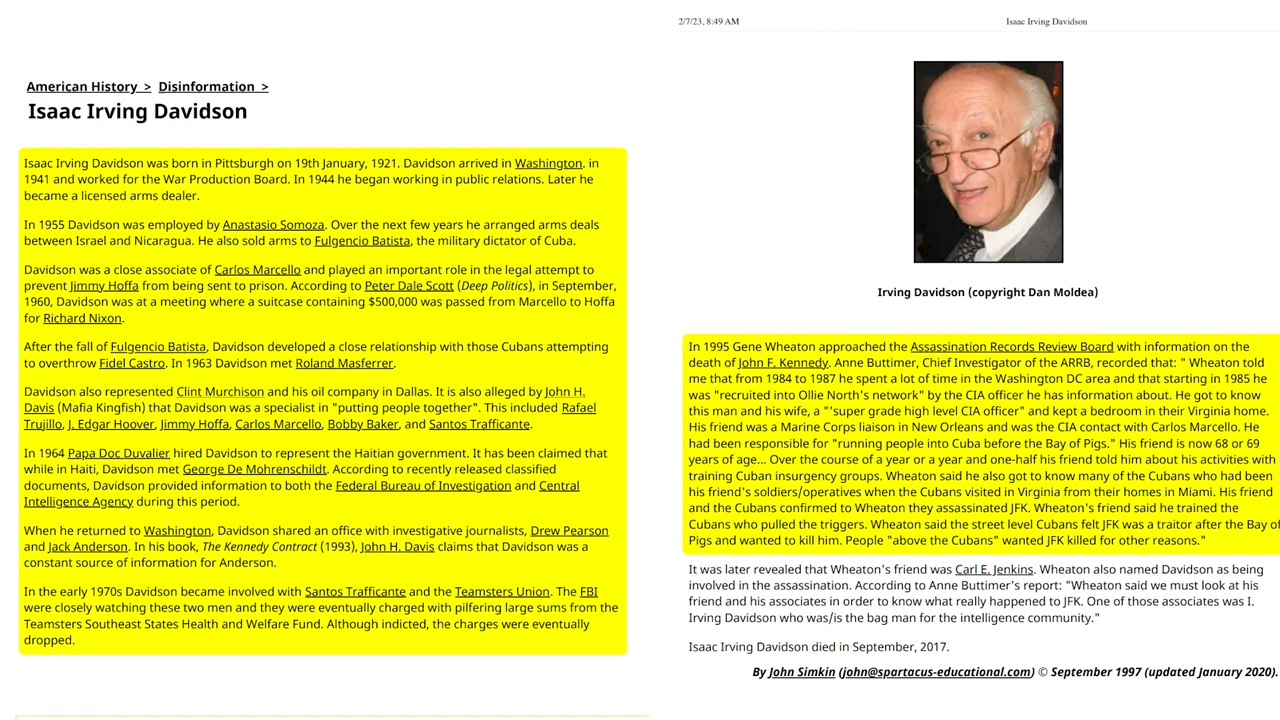 American History > Disinformation >
Isaac Irving Davidson
Isaac Irving Davidson was born in Pittsburgh on 19th January, 1921. Davidson arrived in Washington. in
1941 and worked for the War Production Board. In 1944 he began working in public relations. Later he
became a licensed arms dealer.
In 1955 Davidson was employed by Anastasio Somoza. Over the next few years he arranged arms deals
between Israel and Nicaragua. He also sold arms to Fulgencio Batista, the military dictator of Cuba.
Davidson was a close associate of Carlos Marcello and played an important role in the legal attempt to
prevent Jimmy Hoffa from being sent to prison. According to Peter Dale Scott (Deep Politics), in September,
1960, Davidson was at a meeting where a suitcase containing $500,000 was passed from Marcello to Hoffa
for Richard Nixon.
After the fall of Fulgencio Batista, Davidson developed a close relationship with those Cubans attempting
to overthrow Fidel Castro. In 1963 Davidson met Roland Masferrer.
Davidson also represented Clint Murchison and his oil company in Dallas. It is also alleged by John H.
Davis (Mafia Kingfish) that Davidson was a specialist in "putting people together". This included Rafael
Trujillo, J. Edgar Hoover, Jimmy Hoffa, Carlos Marcello, Bobby Baker, and Santos Trafficante.
In 1964 Papa Doc Duvalier hired Davidson to represent the Haitian government. It has been claimed that
while in Haiti, Davidson met George De Mohrenschildt. According to recently released classified
documents, Davidson provided information to both the Federal Bureau of Investigation and Central
Intelligence Agency during this period.
When he returned to Washington, Davidson shared an office with investigative journalists, Drew Pearson
and Jack Anderson. In his book, The Kennedy Contract (1993), John H. Davis claims that Davidson was a
constant source of information for Anderson.
In the early 1970s Davidson became involved with Santos Trafficante and the Teamsters Union. The FBI
were closely watching these two men and they were eventually charged with pilfering large sums from the
Teamsters Southeast States Health and Welfare Fund. Although indicted, the charges were eventually
dropped.
2/7/23, 8:49 AM
Isaac Irving Davidson
Irving Davidson (copyright Dan Moldea)
In 1995 Gene Wheaton approached the Assassination Records Review Board with information on the
death of John F. Kennedy. Anne Buttimer, Chief Investigator of the ARRB, recorded that: " Wheaton told
me that from 1984 to 1987 he spent a lot of time in the Washington DC area and that starting in 1985 he
was "recruited into Ollie North's network" by the CIA officer he has information about. He got to know
this man and his wife, a "'super grade high level CIA officer" and kept a bedroom in their Virginia home.
His friend was a Marine Corps liaison in New Orleans and was the CIA contact with Carlos Marcello. He
had been responsible for "running people into Cuba before the Bay of Pigs." His friend is now 68 or 69
years of age... Over the course of a year or a year and one-half his friend told him about his activities with
training Cuban insurgency groups. Wheaton said he also got to know many of the Cubans who had been
his friend's soldiers/operatives when the Cubans visited in Virginia from their homes in Miami. His friend
and the Cubans confirmed to Wheaton they assassinated JFK. Wheaton's friend said he trained the
Cubans who pulled the triggers. Wheaton said the street level Cubans felt JFK was a traitor after the Bay of
Pigs and wanted to kill him. People "above the Cubans" wanted JFK killed for other reasons."
It was later revealed that Wheaton's friend was Carl E. Jenkins. Wheaton also named Davidson as being
involved in the assassination. According to Anne Buttimer's report: "Wheaton said we must look at his
friend and his associates in order to know what really happened to JFK. One of those associates was I.
Irving Davidson who was/is the bag man for the intelligence community."
Isaac Irving Davidson died in September, 2017.
By John Simkin (john@spartacus-educational.com) © September 1997 (updated January 2020).